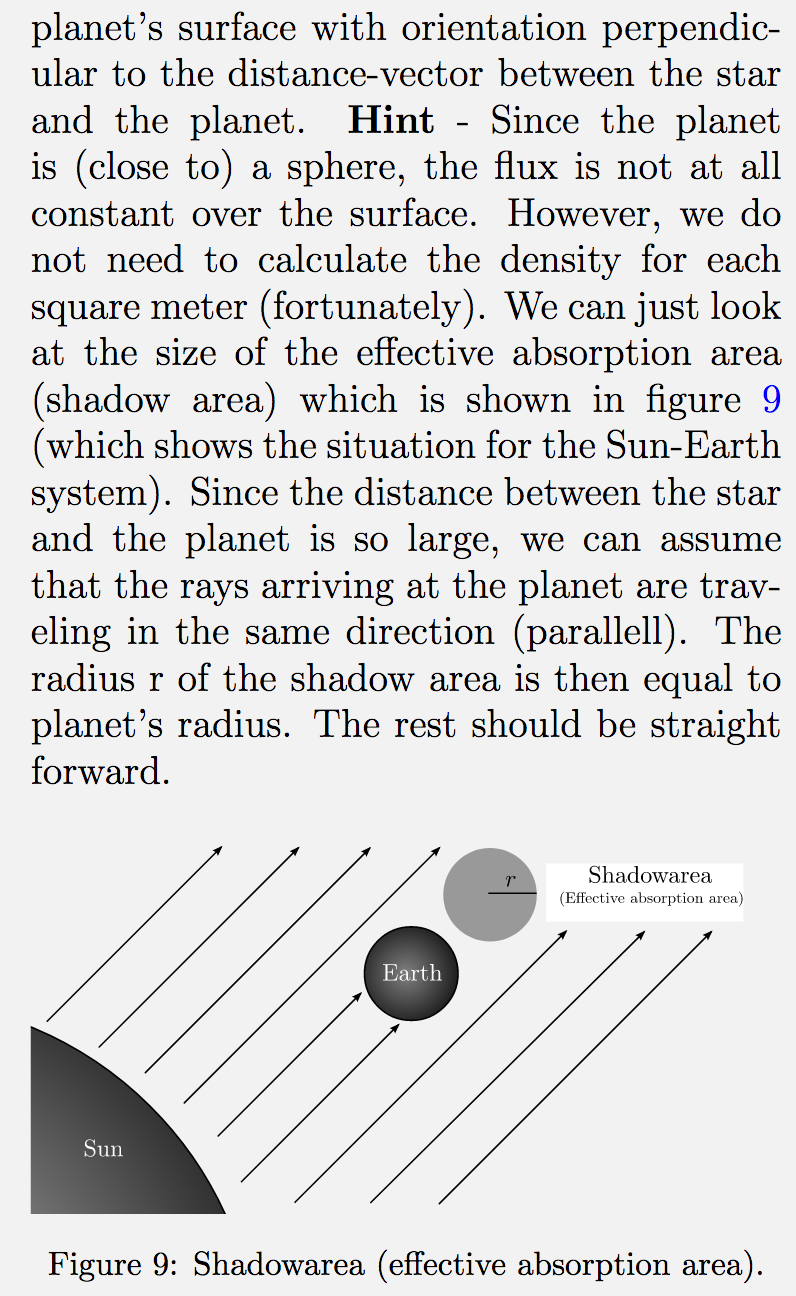 planet's surface with orientation perpendic-
ular to the distance-vector between the star
and the planet. Hint - Since the planet
is (close to) a sphere, the flux is not at all
constant over the surface. However, we do
not need to calculate the density for each
square meter (fortunately). We can just look
at the size of the effective absorption area
(shadow area) which is shown in figure 9
(which shows the situation for the Sun-Earth
system). Since the distance between the star
and the planet is so large, we can assume
that the rays arriving at the planet are trav-
eling in the same direction (parallell). The
radius r of the shadow area is then equal to
planet's radius. The rest should be straight
forward.
r
Shadowarea
(Effective absorption area)
Earth
Sun
Figure 9: Shadowarea (effective absorption area).